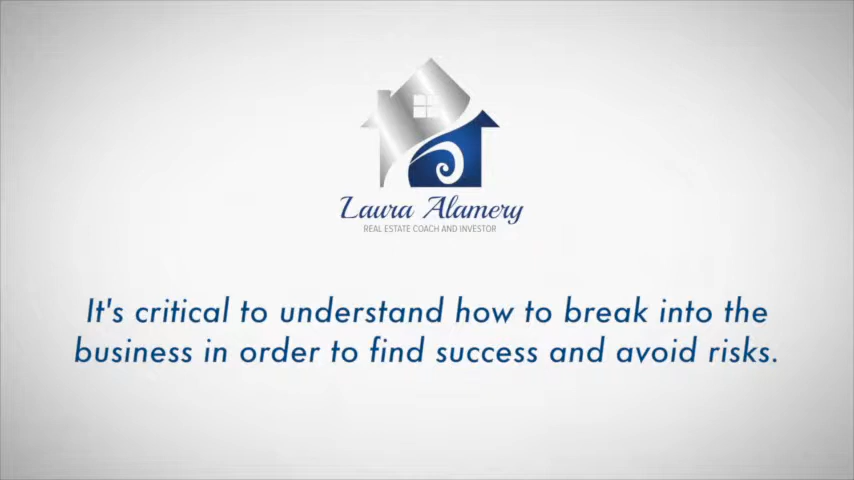 Laura Alamery
REAL ESTATE COACH AND INVESTOR
It's critical to understand how to break into the
business in order to find success and avoid risks.